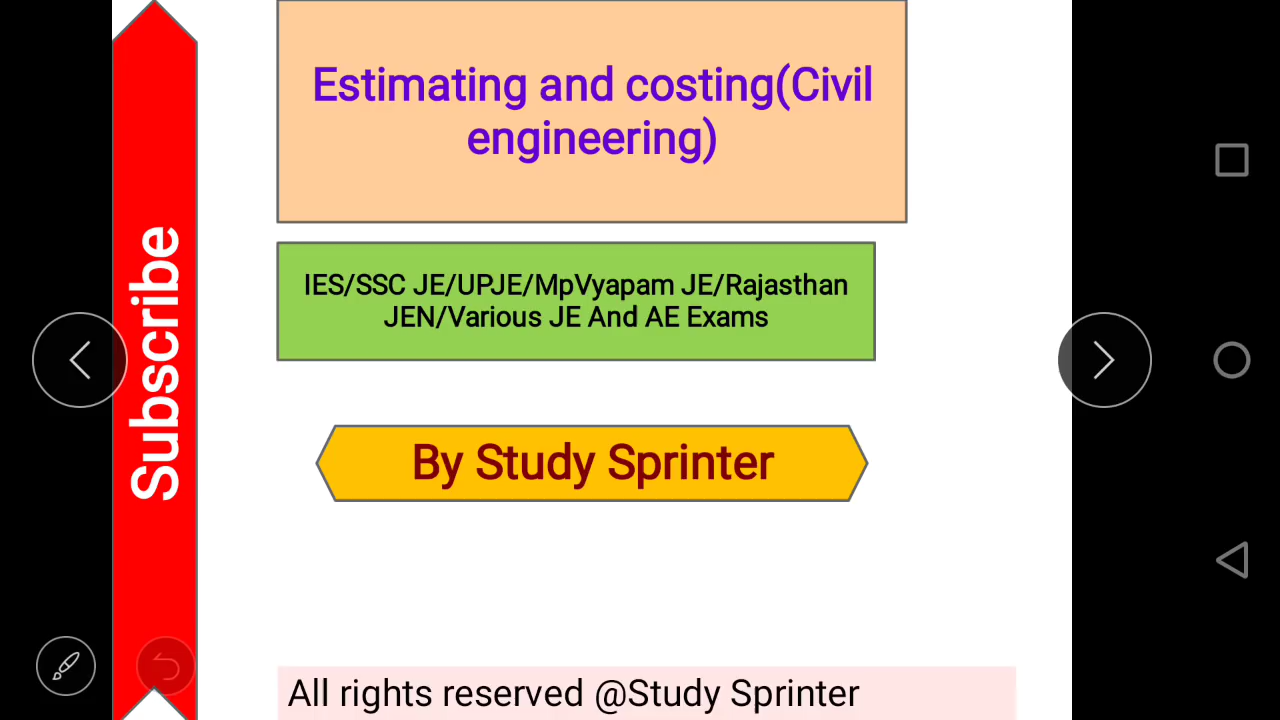 Estimating and costing(Civil
engineering)
IES/SSC JE/UPJE/MpVyapam JE/Rajasthan
JEN/Various JE And AE Exams
Subscribe
By Study Sprinter
All rights reserved @Study Sprinter